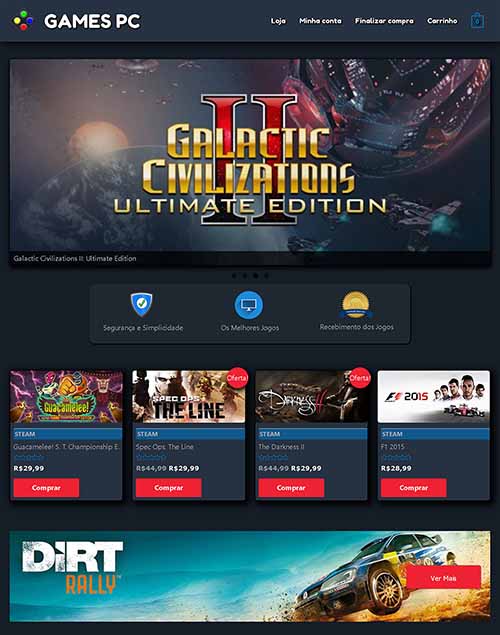 GAMES PC
Loja Minha conta Finalizar compra Carrinho 0
II
GALACTIC
CIVILIZATIONS
ULTIMATE EDITION
Galactic Civilizations II: Ultimate Edition
Segurança e Simplicidade Os Melhores Jogos Recebimento dos Jogos
Guacamelee! SPEC OPS THE LINE Oferta! The Darkness II Oferta! F1 2015
STEAM STEAM STEAM STEAM
Guacamelee! S. T. Championship E. Spec Ops: The Line The Darkness II F1 2015
R$29,99 R$44,99 R$29,99 R$44,99 R$29,99 R$28,99
Comprar Comprar Comprar Comprar
DiRT
RALLY™
Ver Mais